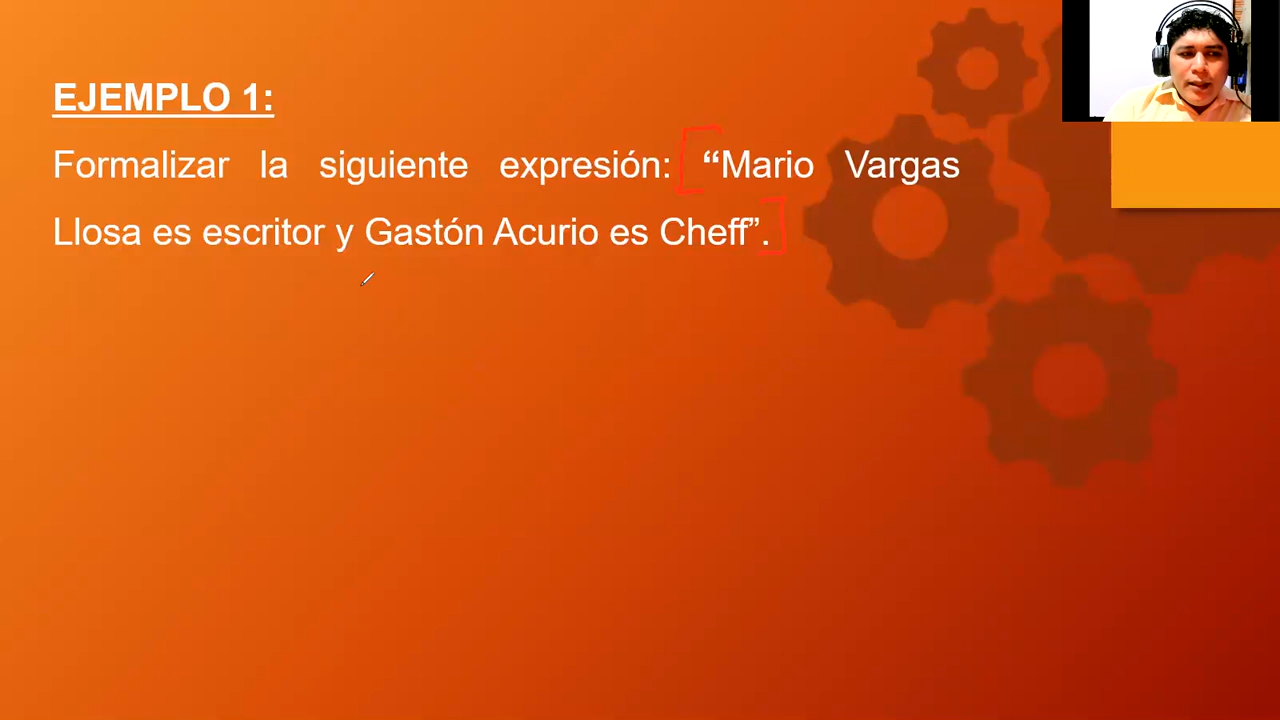 EJEMPLO 1:
Formalizar la siguiente expresión: “Mario Vargas
Llosa es escritor y Gastón Acurio es Cheff”.